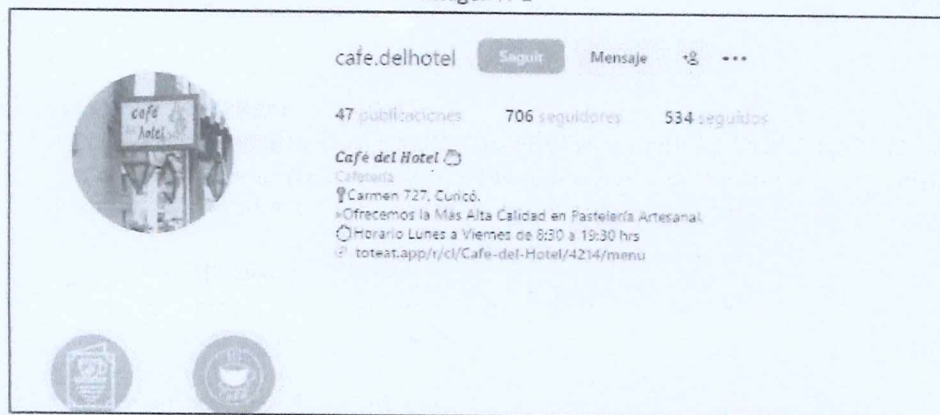 cafe.delhotel Seguir Mensaje
47 publicaciones 706 seguidores 534 seguidos
Café del Hotel
Cafetería
Carmen 727, Curicó.
»Ofrecemos la Más Alta Calidad en Pastelería Artesanal.
Horario Lunes a Viernes de 8:30 a 19:30 hrs
toteat.app/r/cl/Cafe-del-Hotel/4214/menu
café
hotel